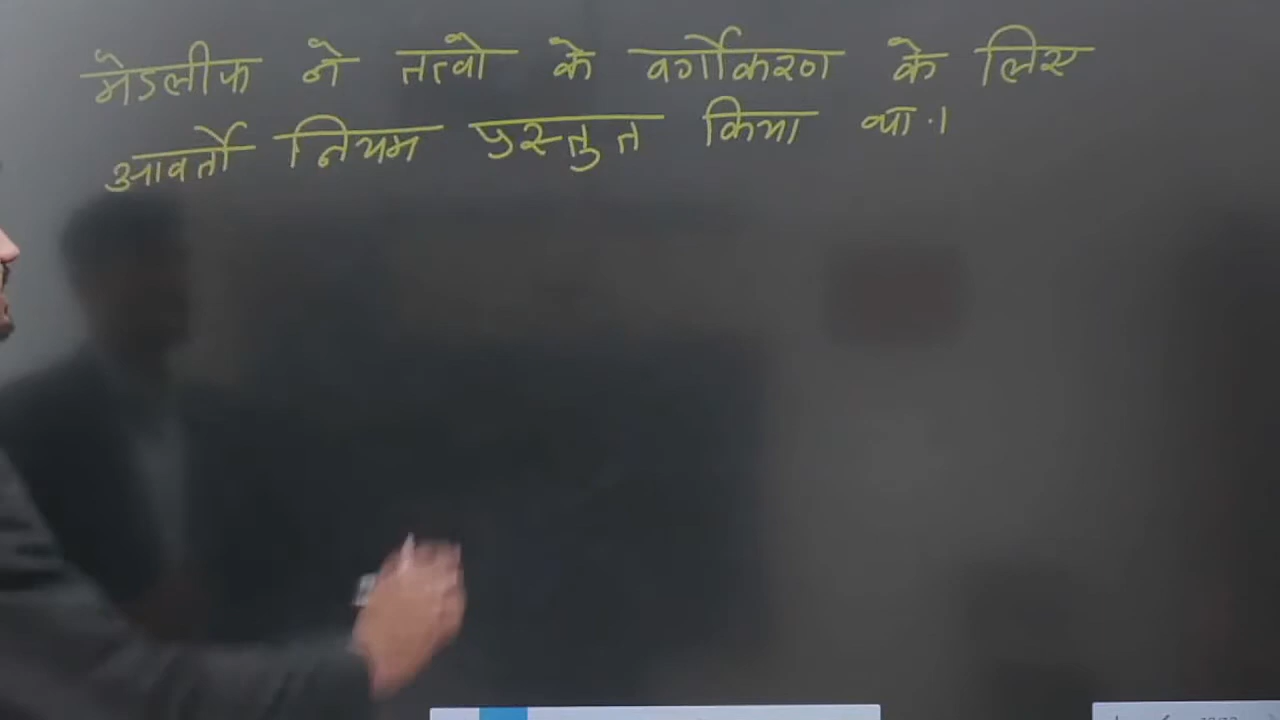 मेडलीफ ने तत्वो के वर्गीकरण के लिए
आवर्ती नियम प्रस्तुत किया था।